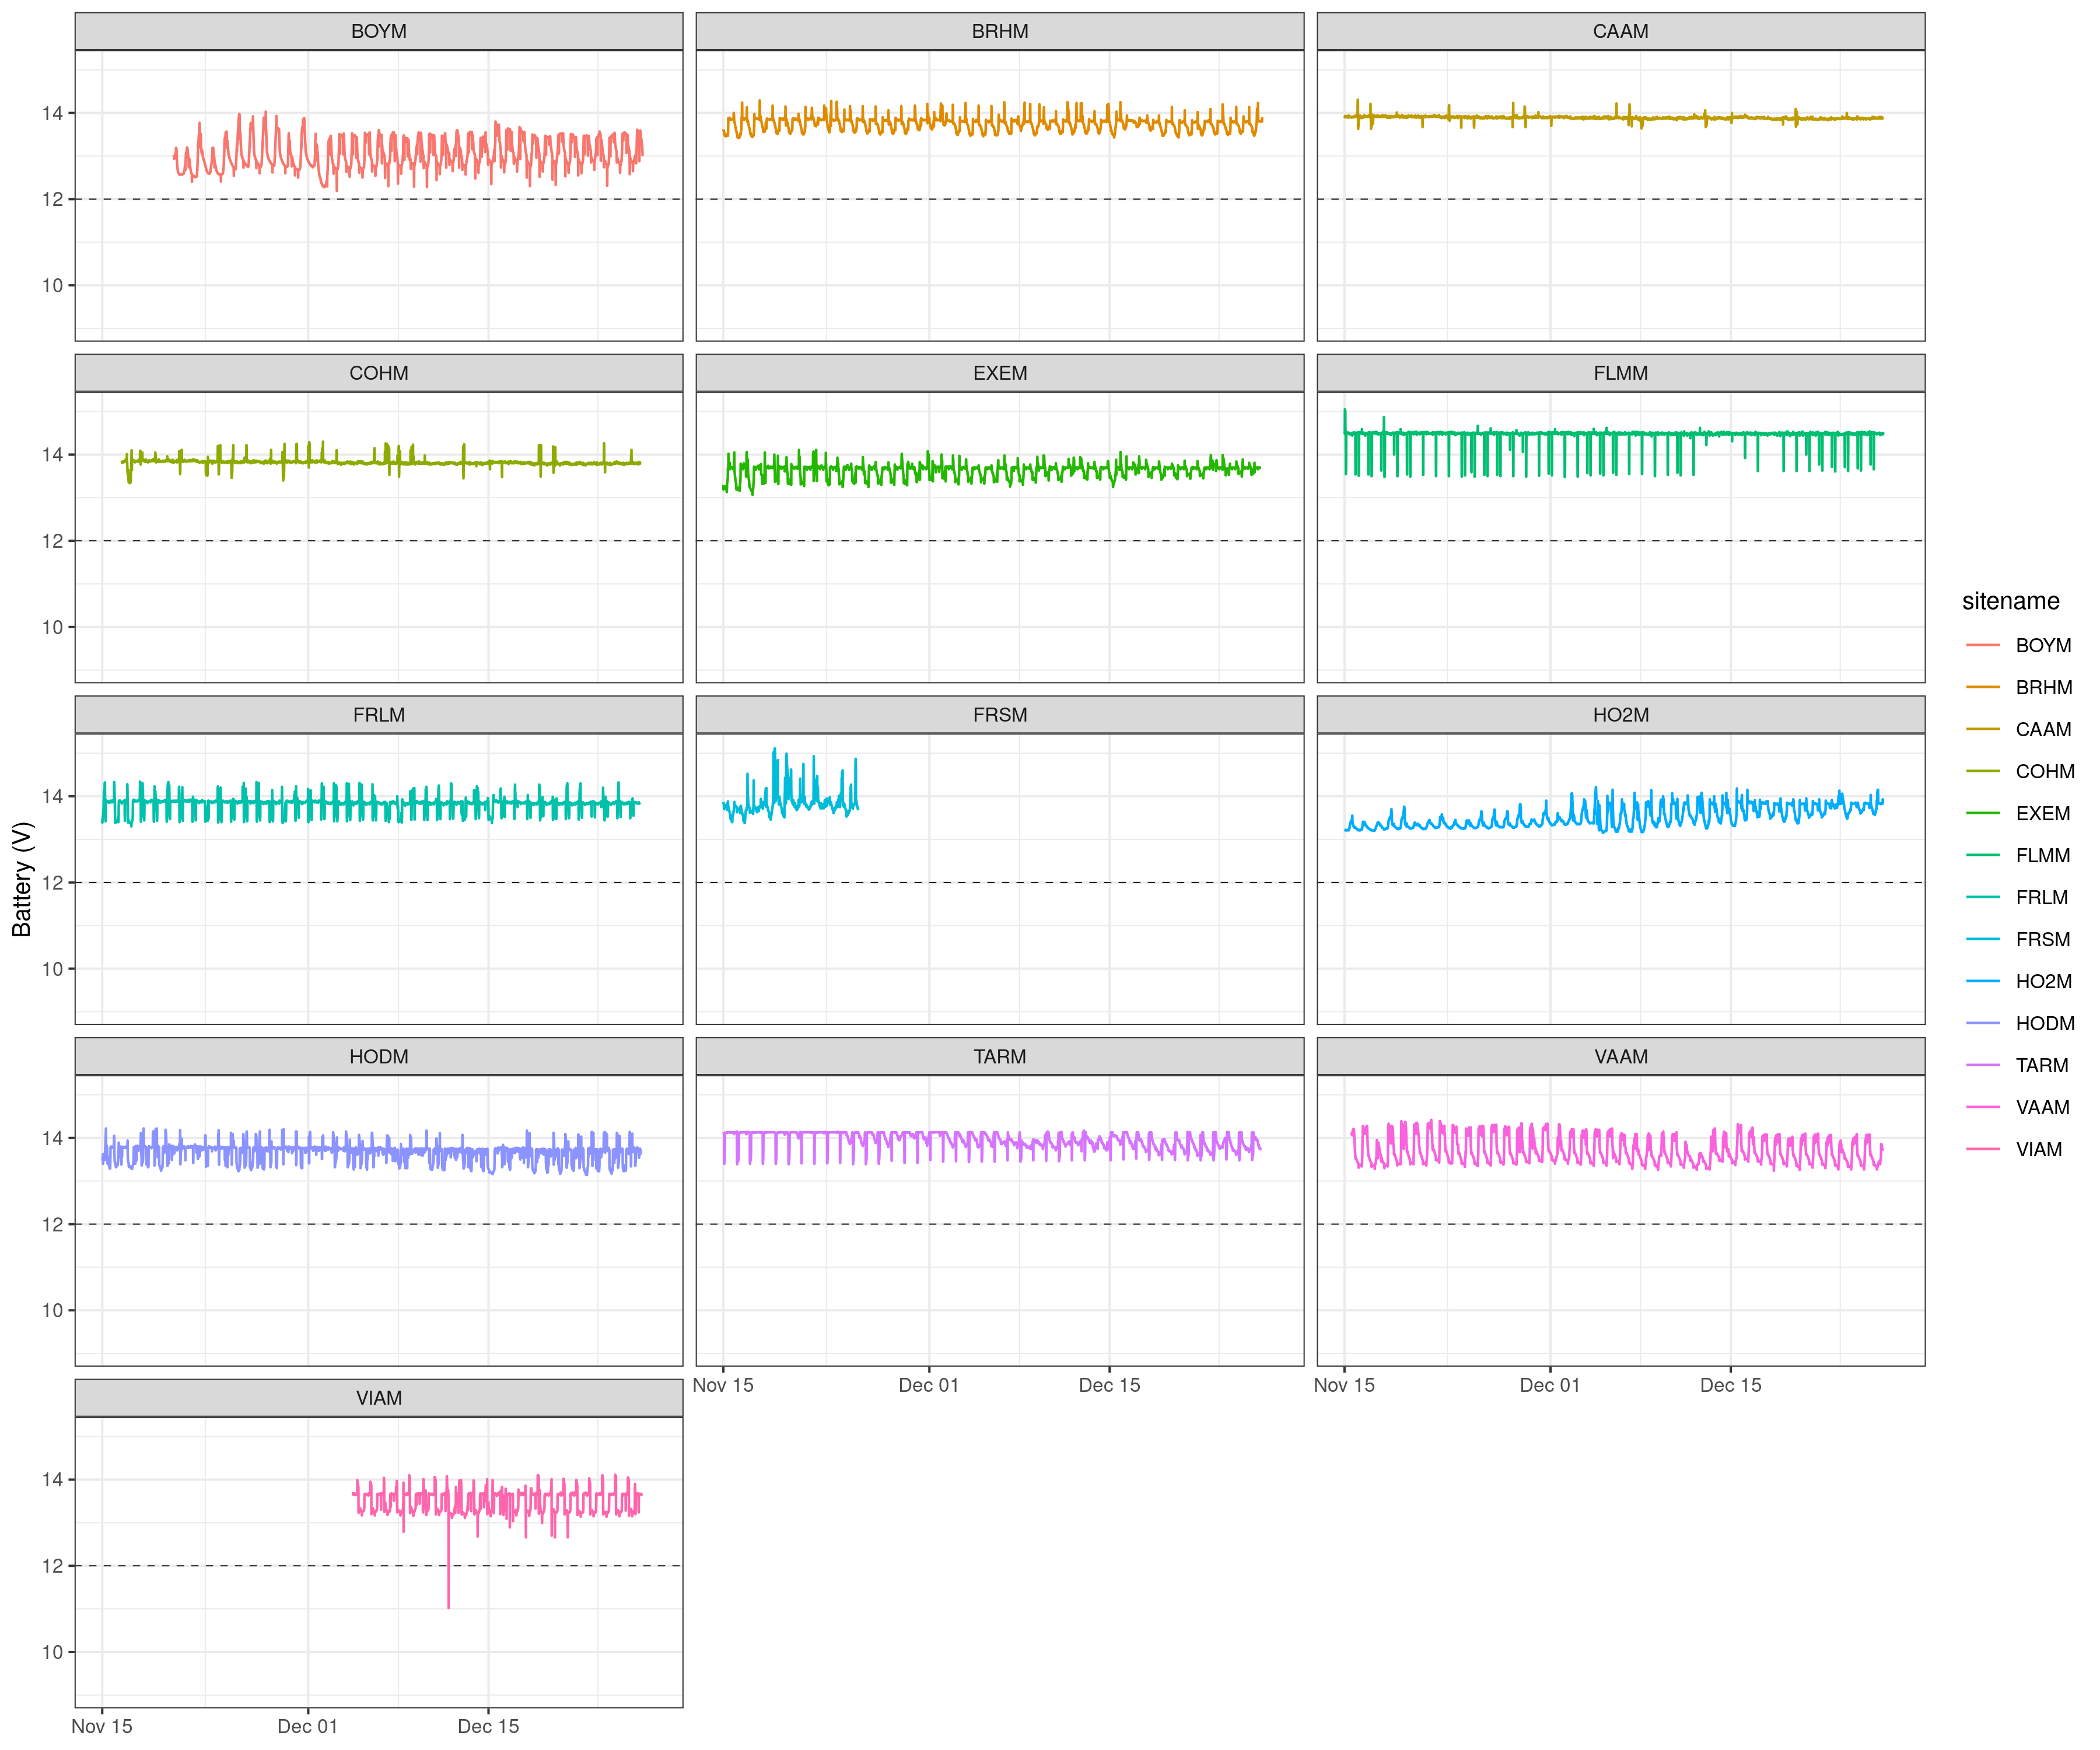 BOYM
BRHM
CAAM
14
12
10
COHM
EXEM
FLMM
14
12
10
FRLM
FRSM
HO2M
14
12
10
HODM
TARM
VAAM
14
12
10
Nov 15
Dec 01
Dec 15
Nov 15
Dec 01
Dec 15
VIAM
14
12
10
Nov 15
Dec 01
Dec 15
Battery (V)
sitename
BOYM
BRHM
CAAM
COHM
EXEM
FLMM
FRLM
FRSM
HO2M
HODM
TARM
VAAM
VIAM